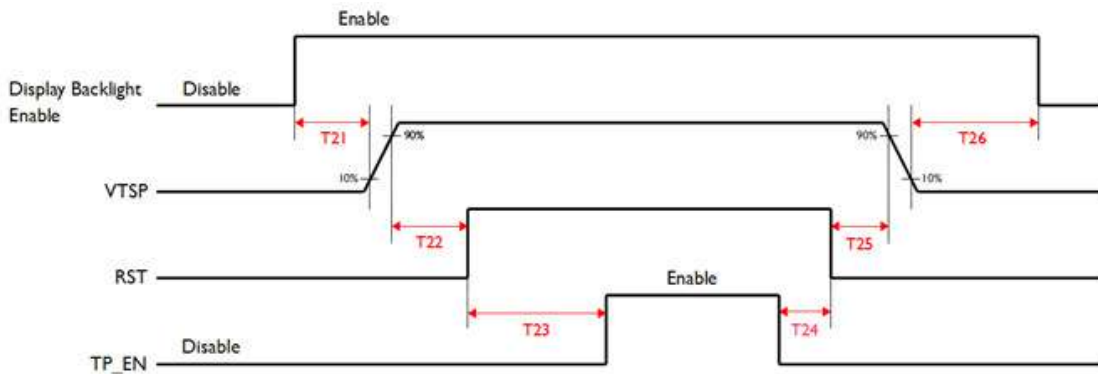 Enable
Display Backlight
Enable
Disable
T21
90%
90%
T26
10%
10%
VTSP
T22
T25
RST
Enable
T23
T24
Disable
TP_EN